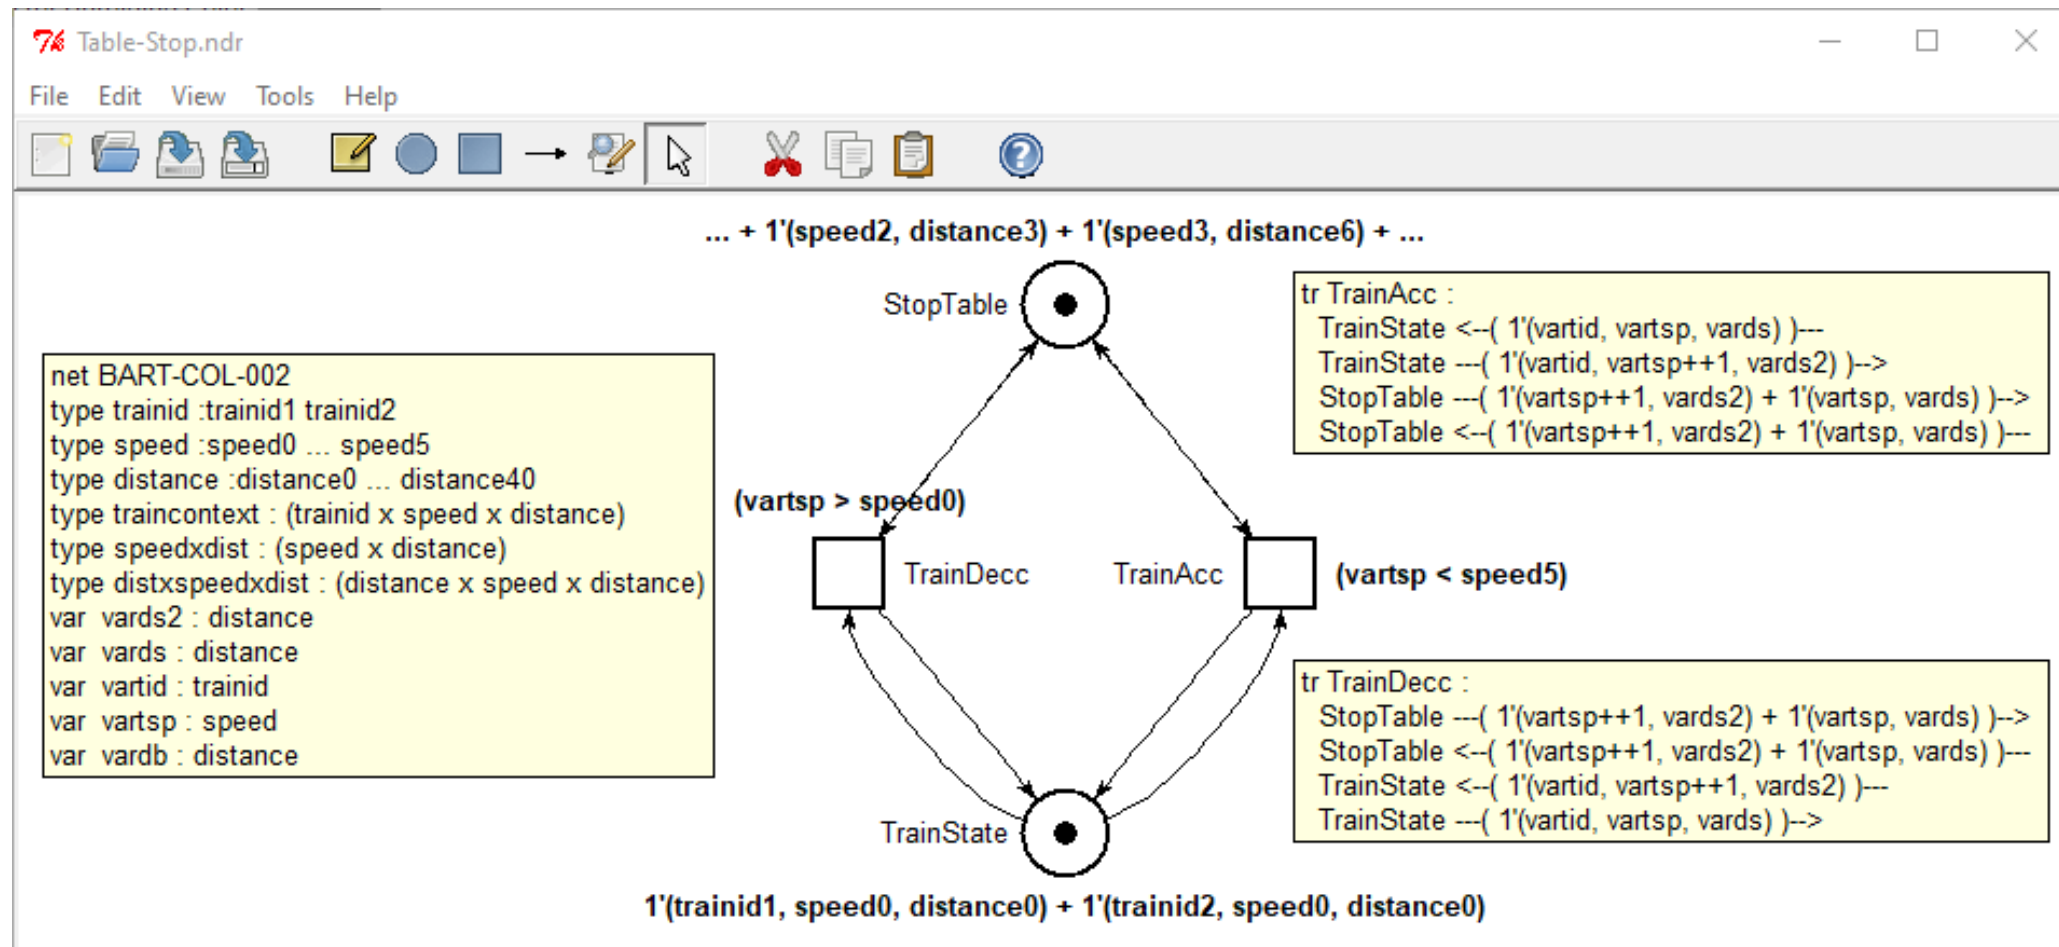 Table-Stop.ndr
File Edit View Tools Help
... + 1'(speed2, distance3) + 1'(speed3, distance6) + ...
StopTable
tr TrainAcc :
TrainState <--( 1'(vartid, vartsp, vards) )---
TrainState ---( 1'(vartid, vartsp++1, vards2) )-->
StopTable ---( 1'(vartsp++1, vards2) + 1'(vartsp, vards) )-->
StopTable <--( 1'(vartsp++1, vards2) + 1'(vartsp, vards) )---
net BART-COL-002
type trainid :trainid1 trainid2
type speed :speed0 ... speed5
type distance :distance0 ... distance40
type traincontext : (trainid x speed x distance)
type speedxdist : (speed x distance)
type distxspeedxdist : (distance x speed x distance)
var vards2 : distance
var vards : distance
var vartid : trainid
var vartsp : speed
var vardb : distance
(vartsp > speed0)
TrainDecc
TrainAcc
(vartsp < speed5)
tr TrainDecc :
StopTable ---( 1'(vartsp++1, vards2) + 1'(vartsp, vards) )-->
StopTable <--( 1'(vartsp++1, vards2) + 1'(vartsp, vards) )---
TrainState <--( 1'(vartid, vartsp++1, vards2) )---
TrainState ---( 1'(vartid, vartsp, vards) )-->
TrainState
1'(trainid1, speed0, distance0) + 1'(trainid2, speed0, distance0)